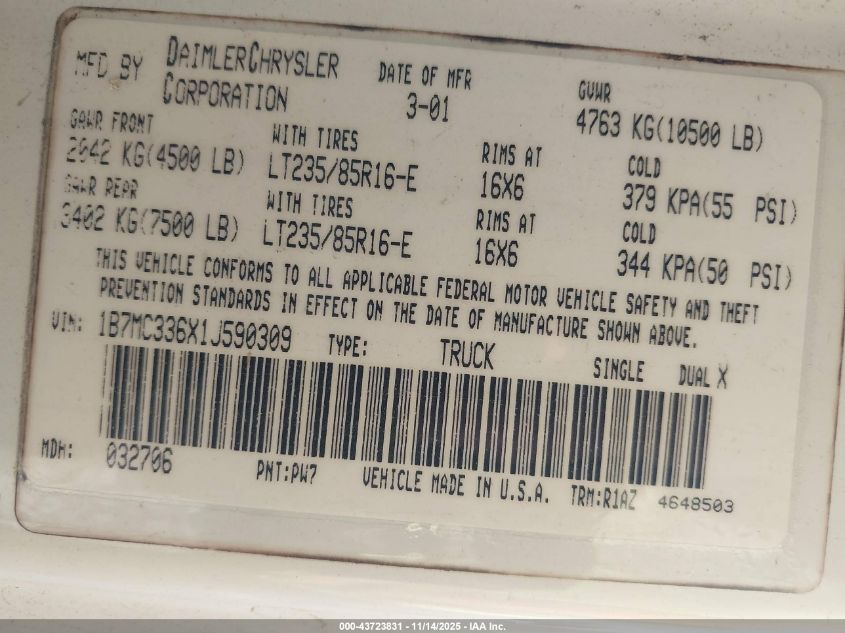 MFD BY DAIMLERCHRYSLER CORPORATION DATE OF MFR 3-01 GVWR 4763 KG(10500 LB)
GAWR FRONT WITH TIRES RIMS AT COLD
2042 KG(4500 LB) LT235/85R16-E 16X6 379 KPA(55 PSI)
GAWR REAR WITH TIRES RIMS AT COLD
3402 KG(7500 LB) LT235/85R16-E 16X6 344 KPA(50 PSI)
THIS VEHICLE CONFORMS TO ALL APPLICABLE FEDERAL MOTOR VEHICLE SAFETY AND THEFT
PREVENTION STANDARDS IN EFFECT ON THE DATE OF MANUFACTURE SHOWN ABOVE.
VIN: 1B7MC336X1J590309 TYPE: TRUCK SINGLE DUAL X
MDH: 032706 PNT:PW7 VEHICLE MADE IN U.S.A. TRM:R1AZ 4648503
000-43723831 - 11/14/2025 - IAA Inc.